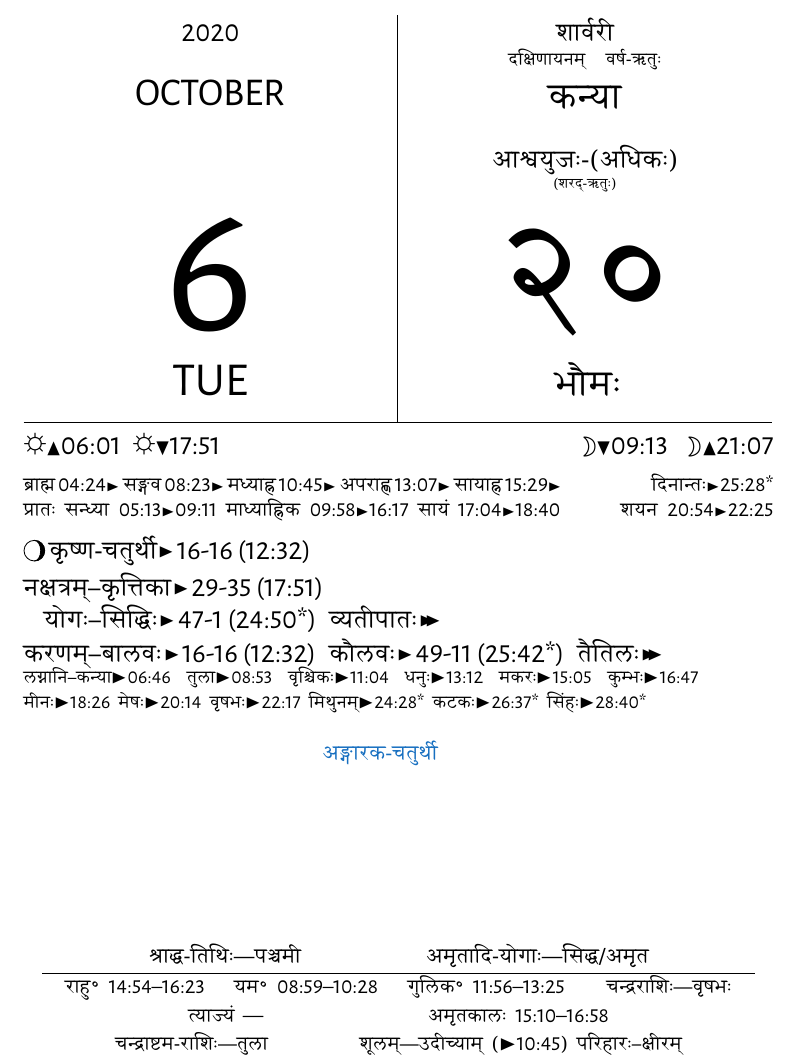 2020
OCTOBER
6
TUE
शार्वरी
दक्षिणायनम् वर्ष-ऋतुः
कन्या
आश्वयुजः-(अधिकः)
(शरद्-ऋतुः)
२०
भौमः
☼▲06:01 ☼▼17:51 ☽▼09:13 ☽▲21:07
ब्राह्म 04:24► सङ्गव 08:23► मध्याह्न 10:45► अपराह्ण 13:07► सायाह्न 15:29► दिनान्तः►25:28*
प्रातः सन्ध्या 05:13►09:11 माध्याह्निक 09:58►16:17 सायं 17:04►18:40 शयन 20:54►22:25
कृष्ण-चतुर्थी►16-16 (12:32)
नक्षत्रम्–कृत्तिका►29-35 (17:51)
योगः–सिद्धिः►47-1 (24:50*) व्यतीपातः►►
करणम्–बालवः►16-16 (12:32) कौलवः►49-11 (25:42*) तैतिलः►►
लग्नानि–कन्या►06:46 तुला►08:53 वृश्चिकः►11:04 धनुः►13:12 मकरः►15:05 कुम्भः►16:47
मीनः►18:26 मेषः►20:14 वृषभः►22:17 मिथुनम्►24:28* कटकः►26:37* सिंहः►28:40*
अङ्गारक-चतुर्थी
श्राद्ध-तिथिः—पञ्चमी अमृतादि-योगाः—सिद्ध/अमृत
राहु° 14:54–16:23 यम° 08:59–10:28 गुलिक° 11:56–13:25 चन्द्रराशिः—वृषभः
त्याज्यं — अमृतकालः 15:10–16:58
चन्द्राष्टम-राशिः—तुला शूलम्—उदीच्याम् (►10:45) परिहारः–क्षीरम्